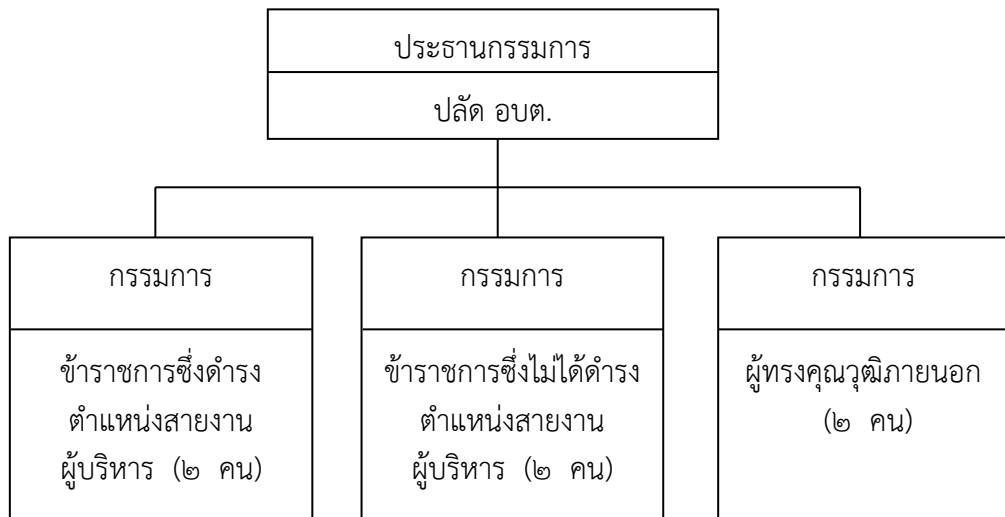 ประธานกรรมการ
ปลัด อบต.
กรรมการ
ข้าราชการซึ่งดำรง
ตำแหน่งสายงาน
ผู้บริหาร (๒ คน)
กรรมการ
ข้าราชการซึ่งไม่ได้ดำรง
ตำแหน่งสายงาน
ผู้บริหาร (๒ คน)
กรรมการ
ผู้ทรงคุณวุฒิภายนอก
(๒ คน)